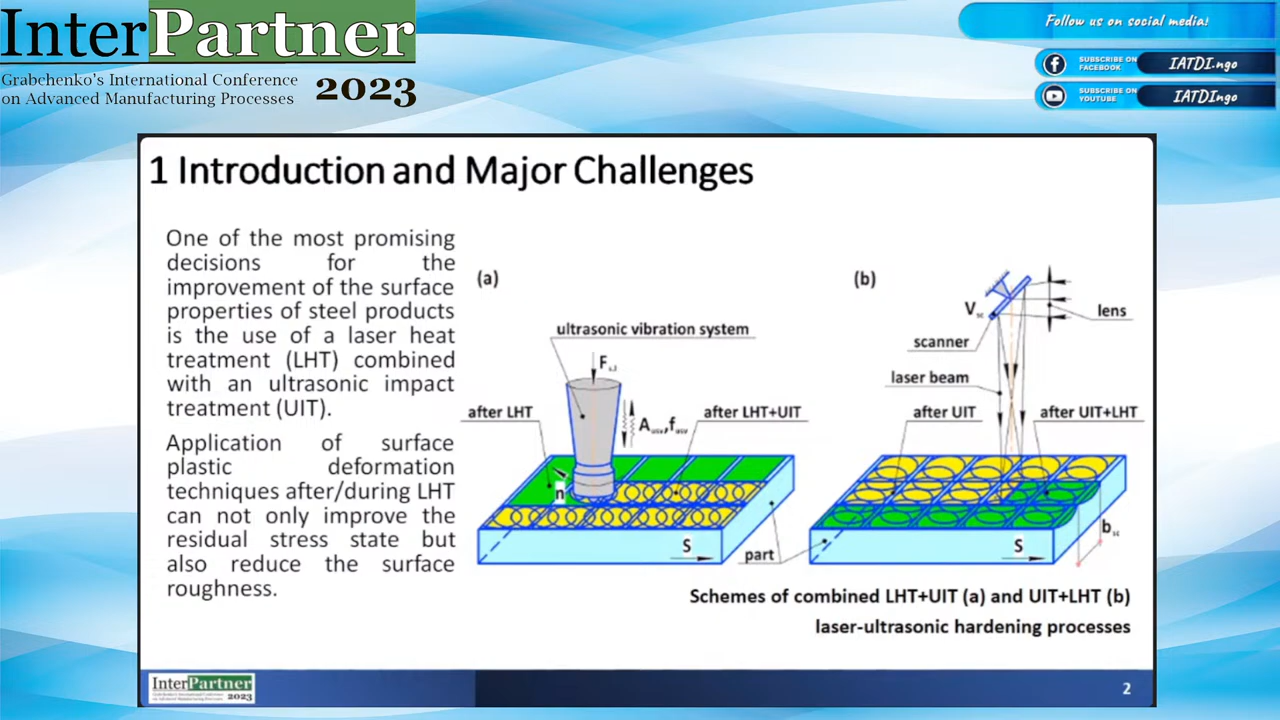 InterPartner
Grabchenko's International Conference
on Advanced Manufacturing Processes
2023
Follow us on social media!
SUBSCRIBE ON
FACEBOOK
IATDI.ngo
SUBSCRIBE ON
YOUTUBE
IATDIngo
1 Introduction and Major Challenges
One of the most promising
decisions for the
improvement of the surface
properties of steel products
is the use of a laser heat
treatment (LHT) combined
with an ultrasonic impact
treatment (UIT).
Application of surface
plastic deformation
techniques after/during LHT
can not only improve the
residual stress state but
also reduce the surface
roughness.
(a)
ultrasonic vibration system
F
after LHT
after LHT+UIT
A , f
n
S
part
(b)
V
lens
scanner
laser beam
after UIT
after UIT+LHT
b
S
Schemes of combined LHT+UIT (a) and UIT+LHT (b)
laser-ultrasonic hardening processes
InterPartner
2023
2